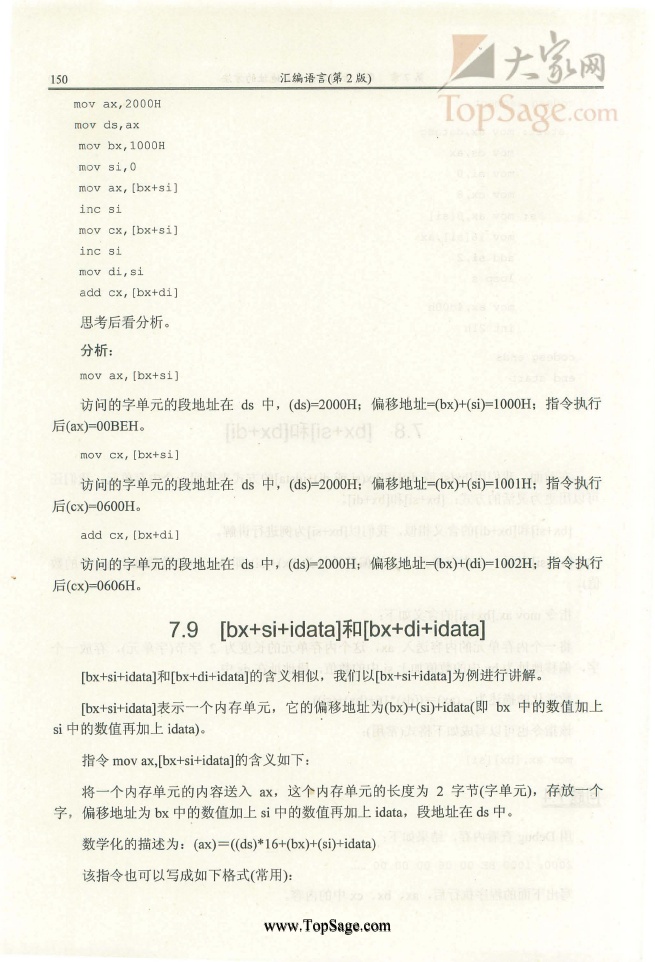 150
汇编语言(第 2 版)
大家网
TopSage.com
mov ax,2000H
mov ds,ax
mov bx,1000H
mov si,0
mov ax,[bx+si]
inc si
mov cx,[bx+si]
inc si
mov di,si
add cx,[bx+di]
思考后看分析。
分析:
mov ax,[bx+si]
访问的字单元的段地址在 ds 中，(ds)=2000H；偏移地址=(bx)+(si)=1000H；指令执行
后(ax)=00BEH。
mov cx,[bx+si]
访问的字单元的段地址在 ds 中，(ds)=2000H；偏移地址=(bx)+(si)=1001H；指令执行
后(cx)=0600H。
add cx,[bx+di]
访问的字单元的段地址在 ds 中，(ds)=2000H；偏移地址=(bx)+(di)=1002H；指令执行
后(cx)=0606H。
7.9 [bx+si+idata]和[bx+di+idata]
[bx+si+idata]和[bx+di+idata]的含义相似，我们以[bx+si+idata]为例进行讲解。
[bx+si+idata]表示一个内存单元，它的偏移地址为(bx)+(si)+idata(即 bx 中的数值加上
si 中的数值再加上 idata)。
指令 mov ax,[bx+si+idata]的含义如下：
将一个内存单元的内容送入 ax，这个内存单元的长度为 2 字节(字单元)，存放一个
字，偏移地址为 bx 中的数值加上 si 中的数值再加上 idata，段地址在 ds 中。
数学化的描述为：(ax)＝((ds)*16+(bx)+(si)+idata)
该指令也可以写成如下格式(常用)：
www.TopSage.com